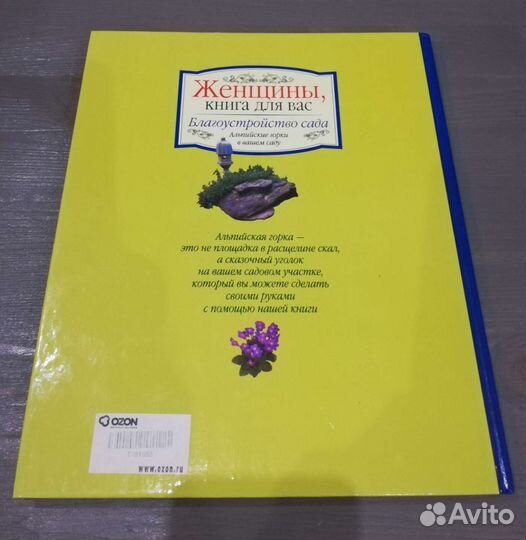 Женщины,
книга для вас
Благоустройство сада
Альпийские горки
в вашем саду
Альпийская горка —
это не площадка в расщелине скал,
а сказочный уголок
на вашем садовом участке,
который вы можете сделать
своими руками
с помощью нашей книги
OZON
www.ozon.ru
Avito